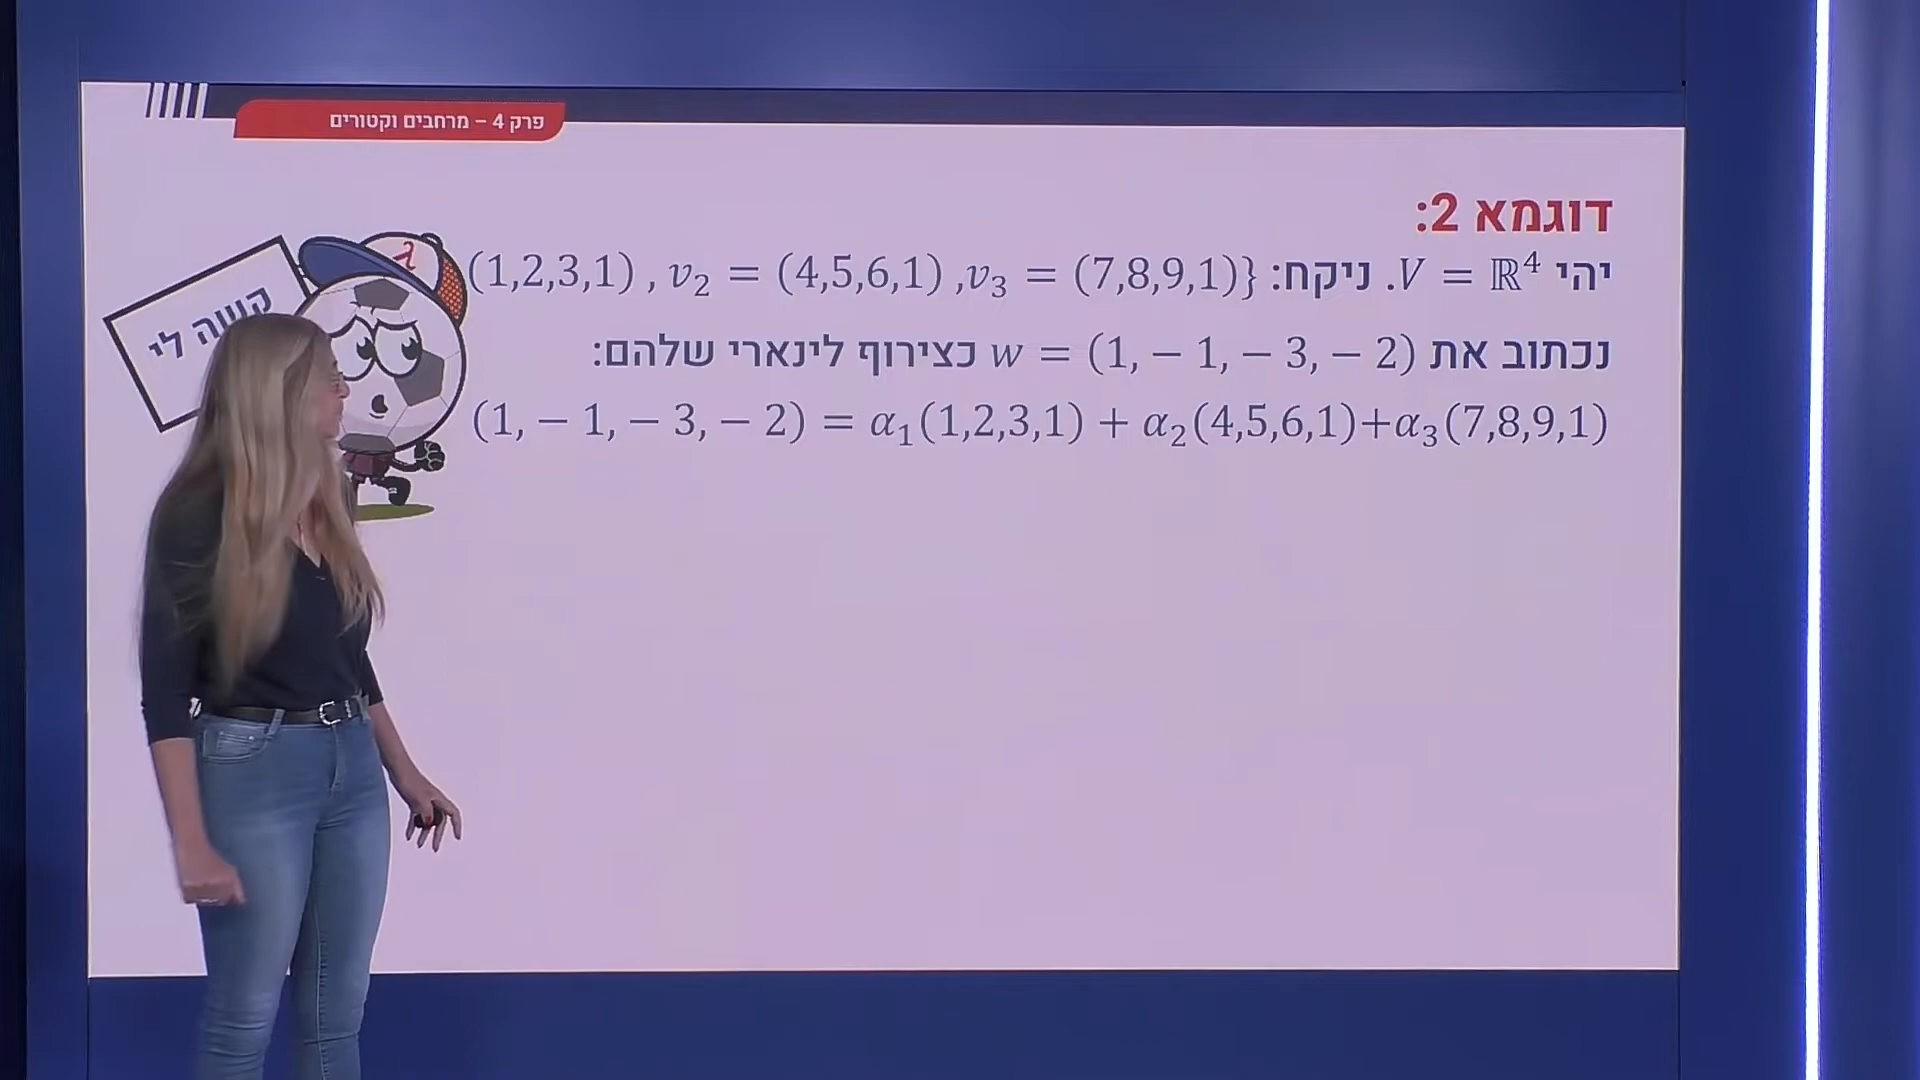 פרק 4 – מרחבים וקטורים
דוגמא 2:
יהי V = ℝ⁴. ניקח: (1,2,3,1) , v₂ = (4,5,6,1) ,v₃ = (7,8,9,1)}
נכתוב את w = (1, − 1, − 3, − 2) כצירוף לינארי שלהם:
(1, − 1, − 3, − 2) = α₁(1,2,3,1) + α₂(4,5,6,1)+α₃(7,8,9,1)
קשה לי